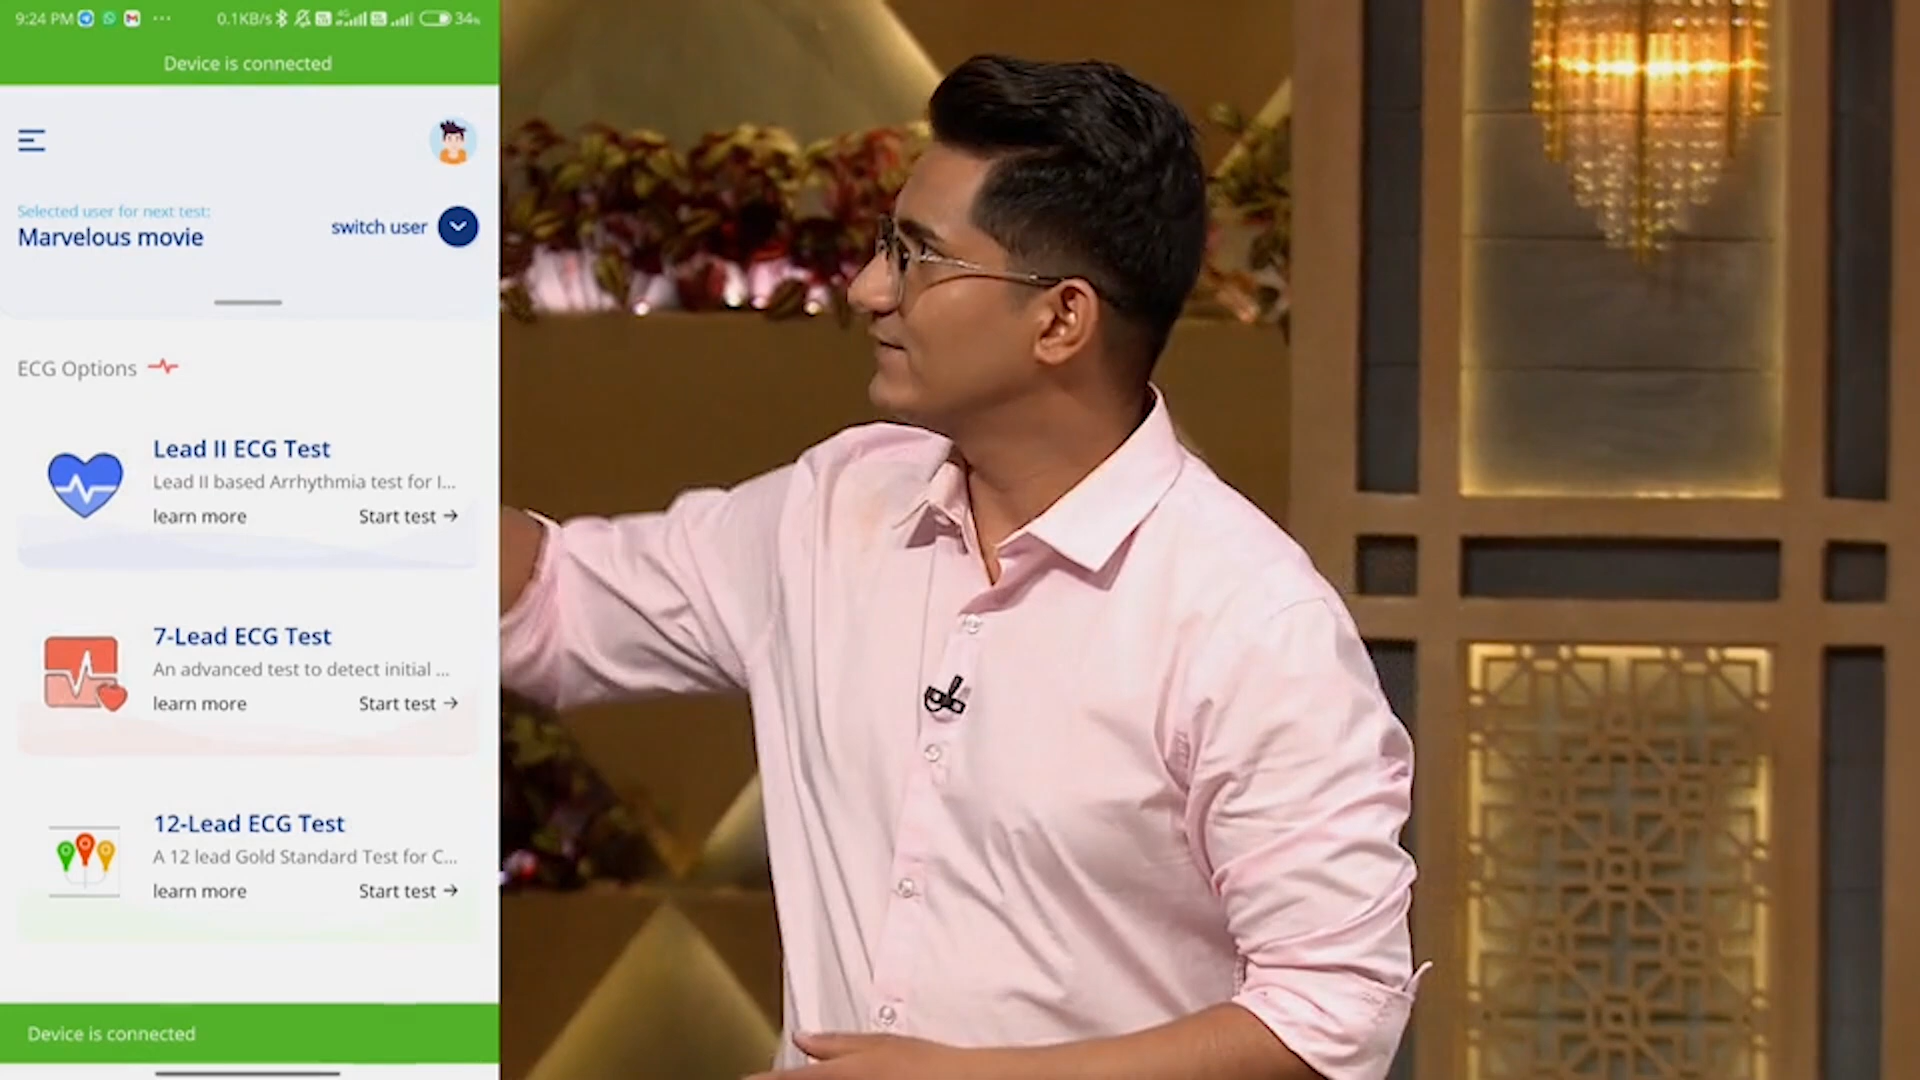 9:24 PM ... 0.1KB/s 4G 34%
Device is connected
Selected user for next test:
Marvelous movie
switch user
ECG Options
Lead II ECG Test
Lead II based Arrhythmia test for I...
learn more Start test →
7-Lead ECG Test
An advanced test to detect initial ...
learn more Start test →
12-Lead ECG Test
A 12 lead Gold Standard Test for C...
learn more Start test →
Device is connected